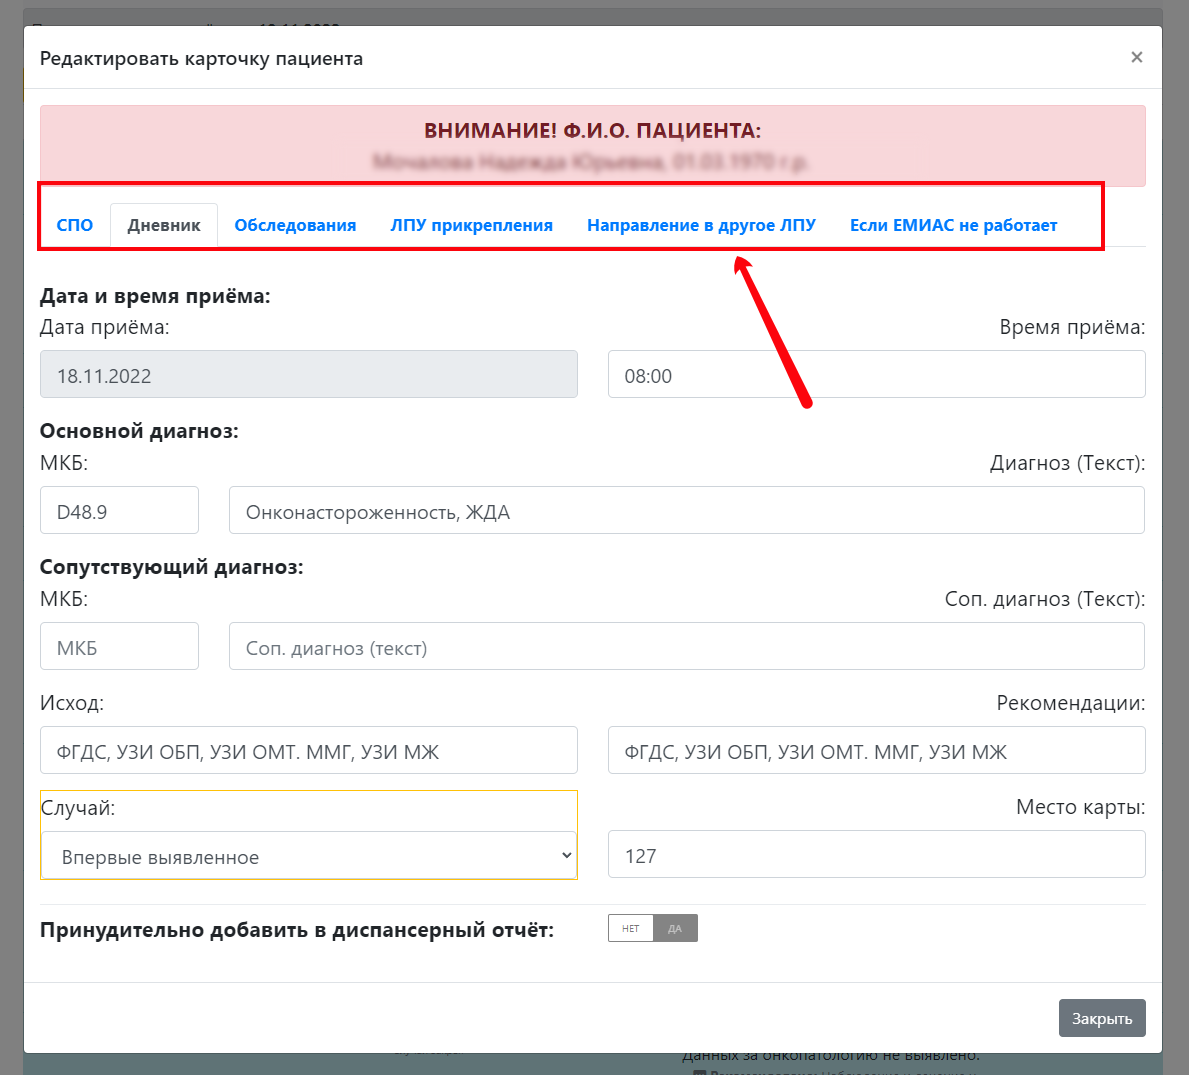 Редактировать карточку пациента ×
ВНИМАНИЕ! Ф.И.О. ПАЦИЕНТА:
СПО Дневник Обследования ЛПУ прикрепления Направление в другое ЛПУ Если ЕМИАС не работает
Дата и время приёма:
Дата приёма: Время приёма:
18.11.2022 08:00
Основной диагноз:
МКБ: Диагноз (Текст):
D48.9 Онконастороженность, ЖДА
Сопутствующий диагноз:
МКБ: Соп. диагноз (Текст):
МКБ Соп. диагноз (текст)
Исход: Рекомендации:
ФГДС, УЗИ ОБП, УЗИ ОМТ. ММГ, УЗИ МЖ ФГДС, УЗИ ОБП, УЗИ ОМТ. ММГ, УЗИ МЖ
Случай: Место карты:
Впервые выявленное 127
Принудительно добавить в диспансерный отчёт: НЕТ ДА
Закрыть
Данных за онкопатологию не выявлено.